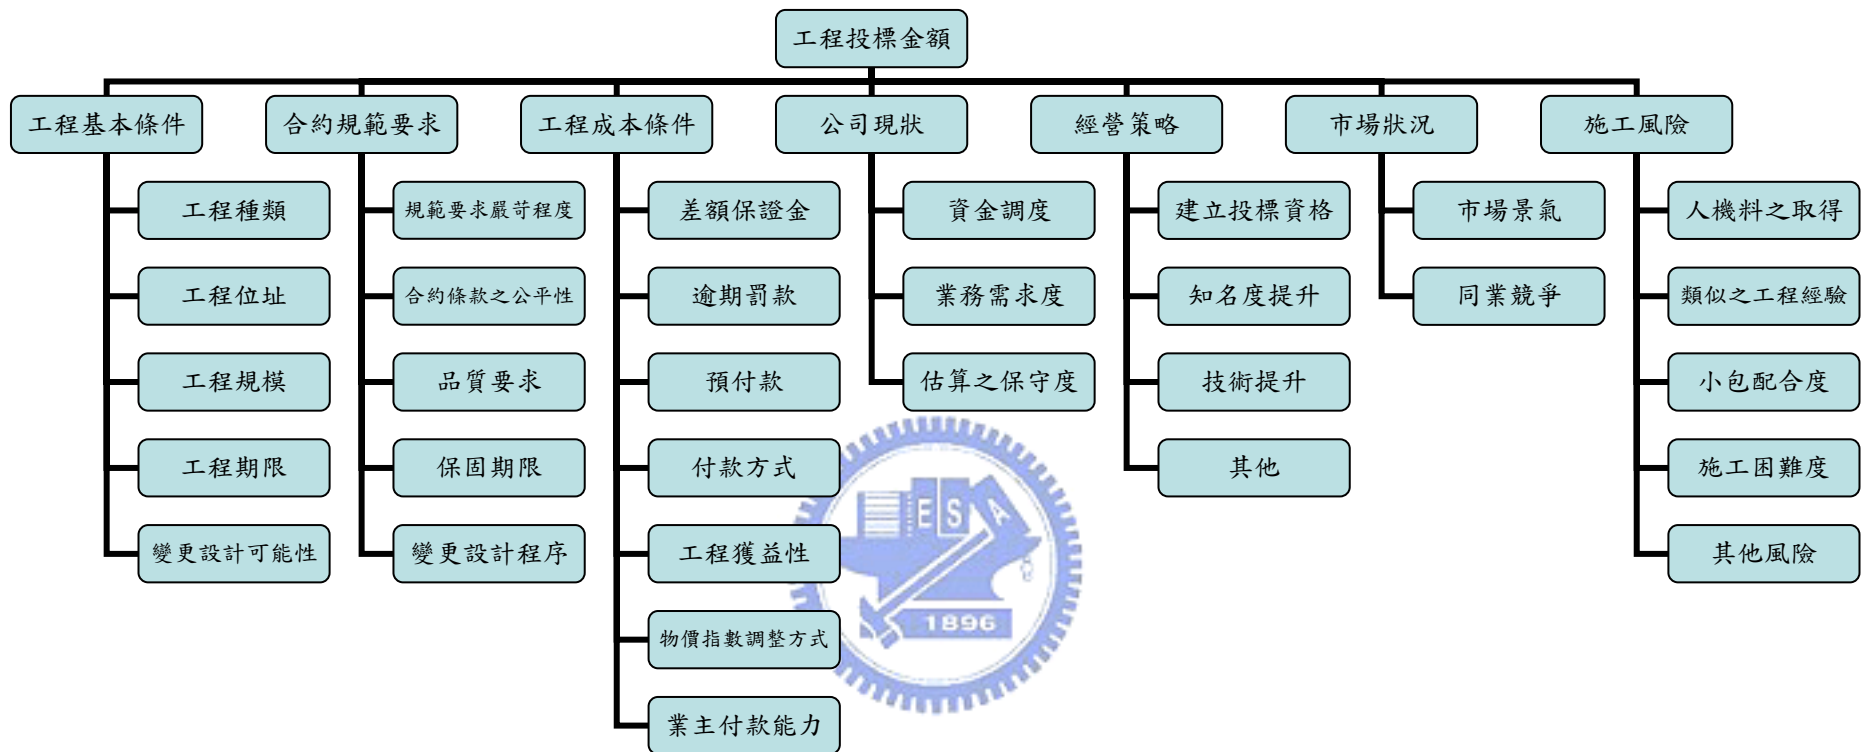 工程投標金額
工程基本條件
合約規範要求
工程成本條件
公司現狀
經營策略
市場狀況
施工風險
工程種類
工程位址
工程規模
工程期限
變更設計可能性
規範要求嚴苛程度
合約條款之公平性
品質要求
保固期限
變更設計程序
差額保證金
逾期罰款
預付款
付款方式
工程獲益性
物價指數調整方式
業主付款能力
資金調度
業務需求度
估算之保守度
建立投標資格
知名度提升
技術提升
其他
市場景氣
同業競爭
人機料之取得
類似之工程經驗
小包配合度
施工困難度
其他風險
ESA
1896